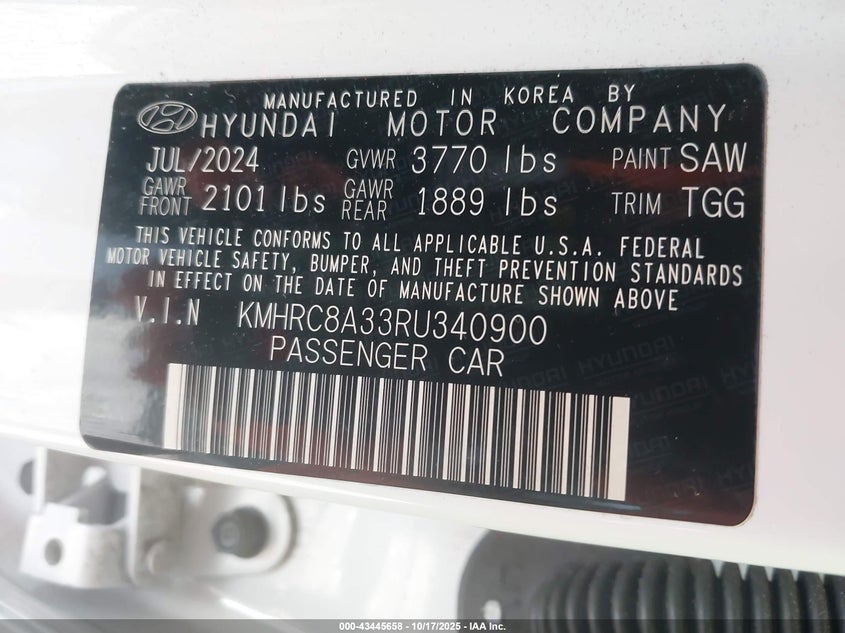 MANUFACTURED IN KOREA BY
HYUNDAI MOTOR COMPANY
JUL/2024 GVWR 3770 lbs PAINT SAW
GAWR FRONT 2101 lbs GAWR REAR 1889 lbs TRIM TGG
THIS VEHICLE CONFORMS TO ALL APPLICABLE U.S.A. FEDERAL
MOTOR VEHICLE SAFETY, BUMPER, AND THEFT PREVENTION STANDARDS
IN EFFECT ON THE DATE OF MANUFACTURE SHOWN ABOVE
V.I.N KMHRC8A33RU340900
PASSENGER CAR
000-43445658 - 10/17/2025 - IAA Inc.